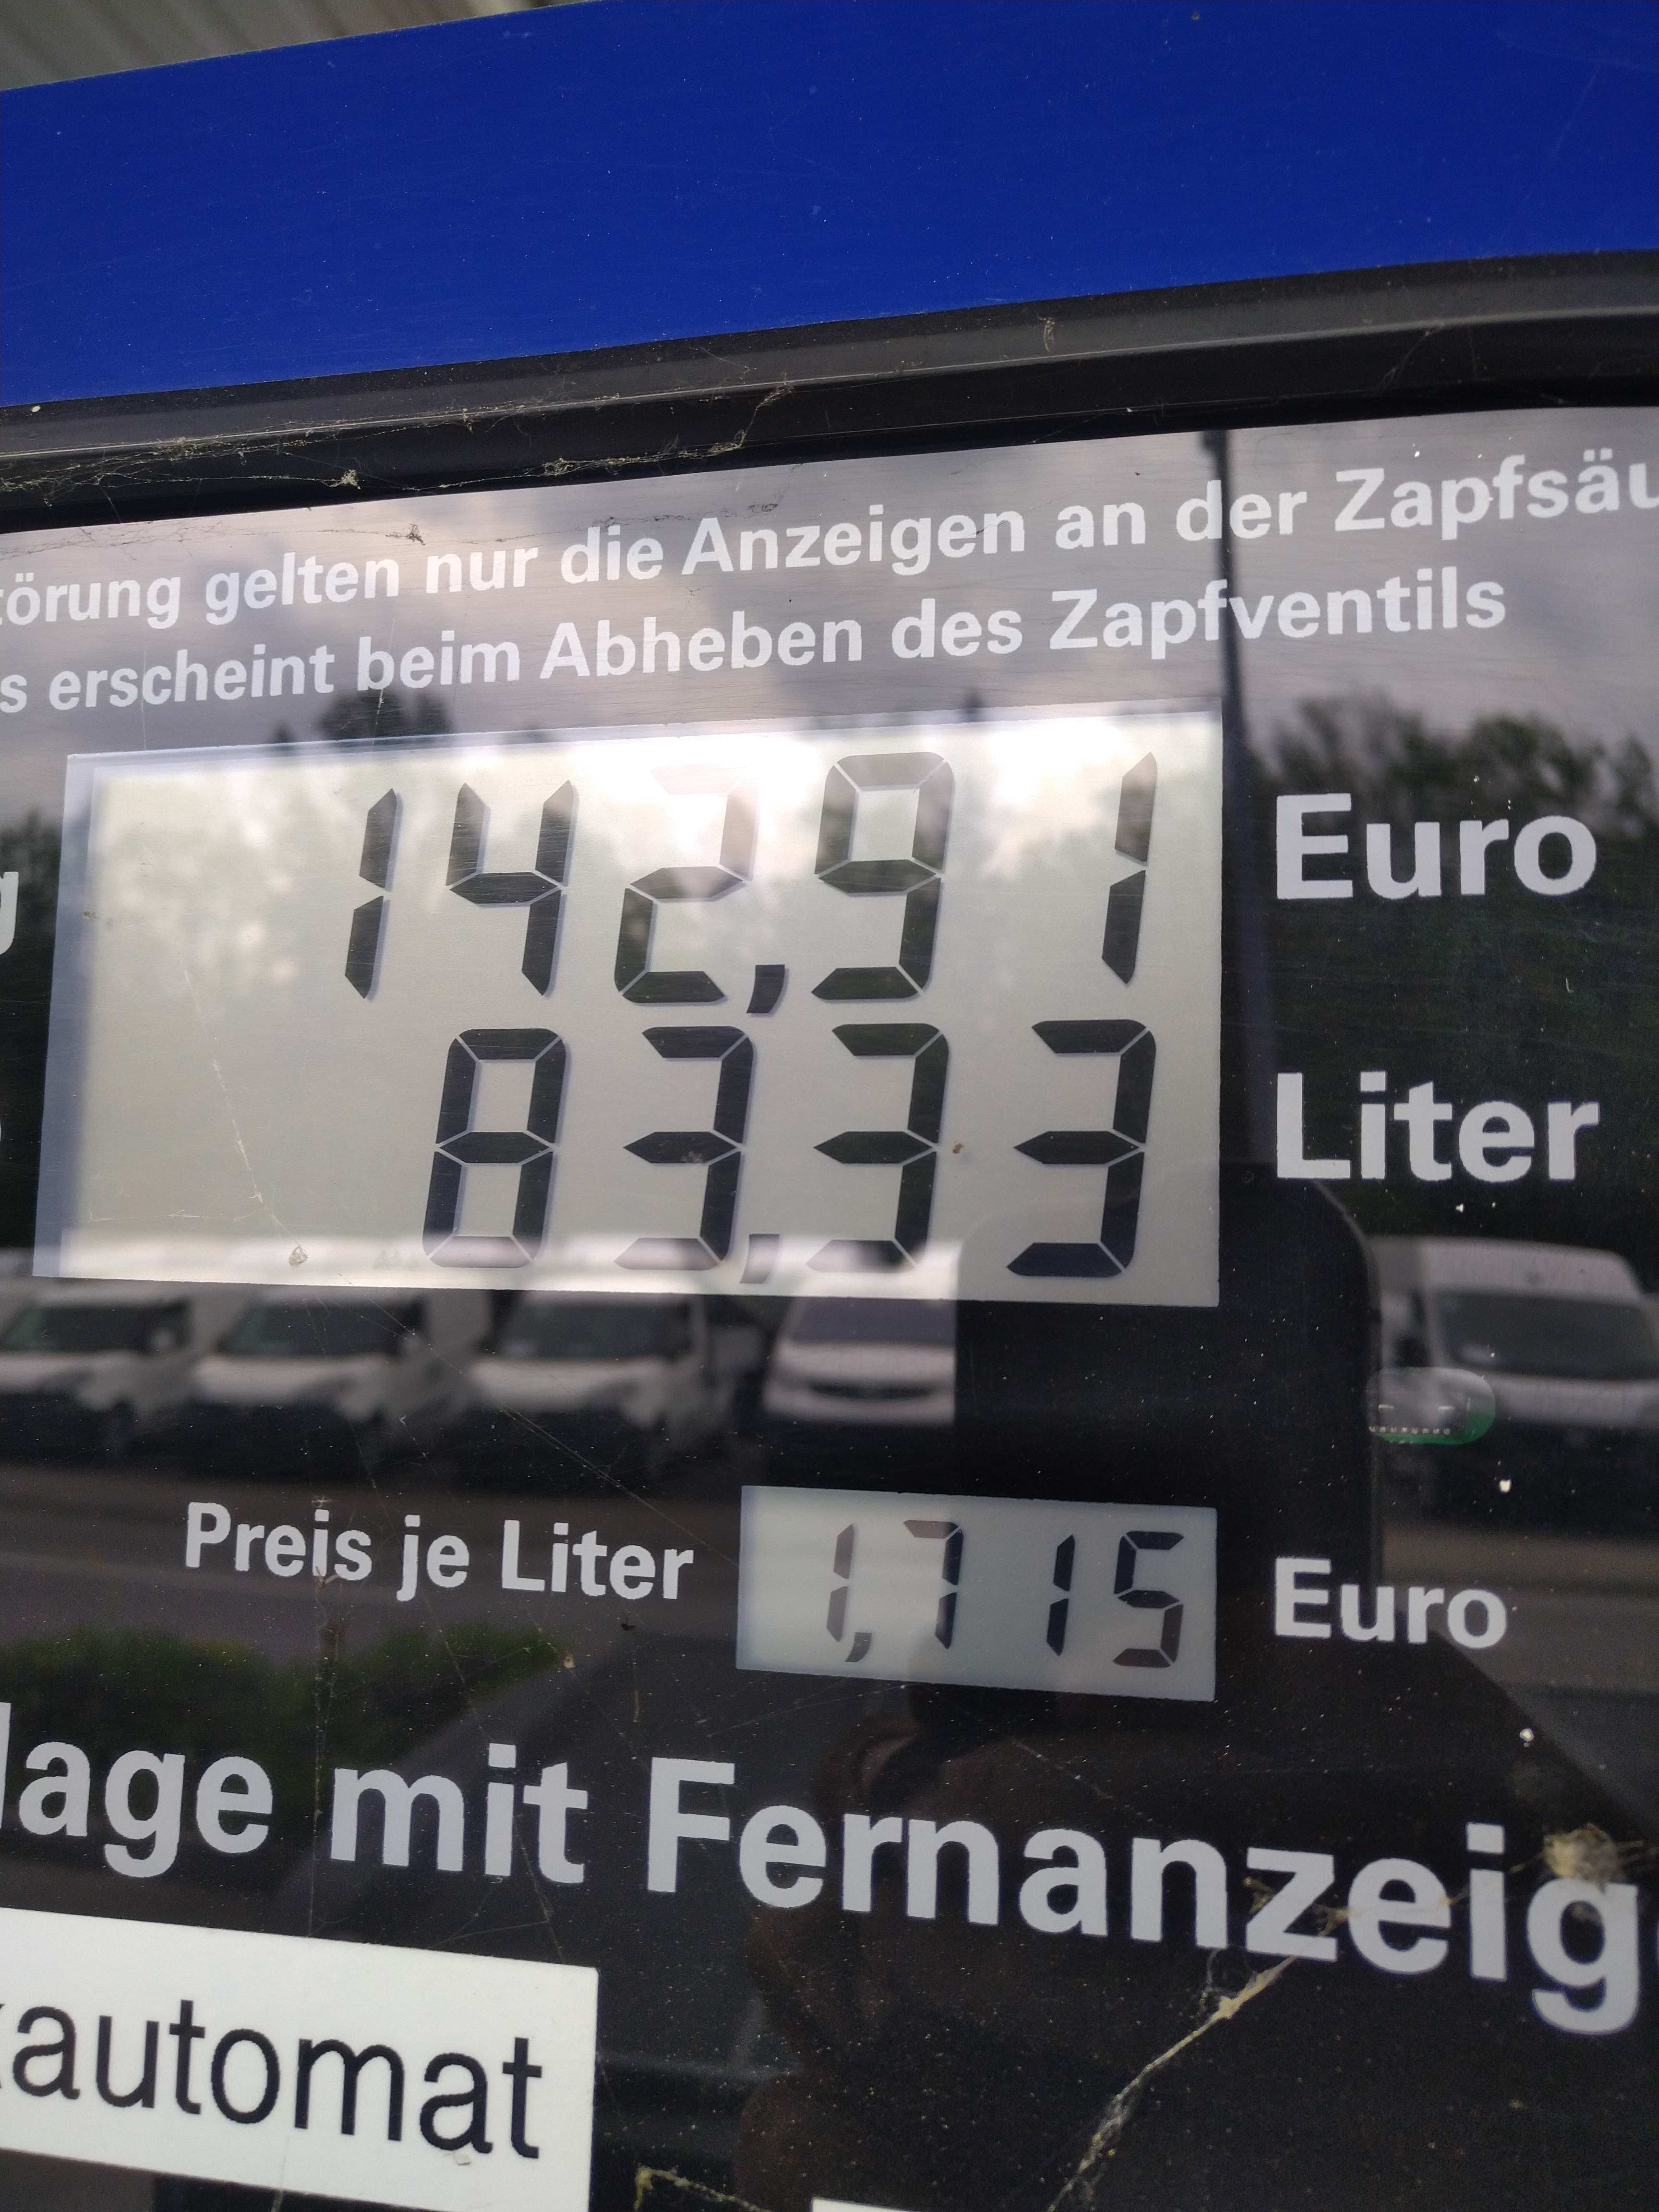 törung gelten nur die Anzeigen an der Zapfsäu
s erscheint beim Abheben des Zapfventils
g 142,91 Euro
83,33 Liter
Preis je Liter 1,715 Euro
lage mit Fernanzeig
automat